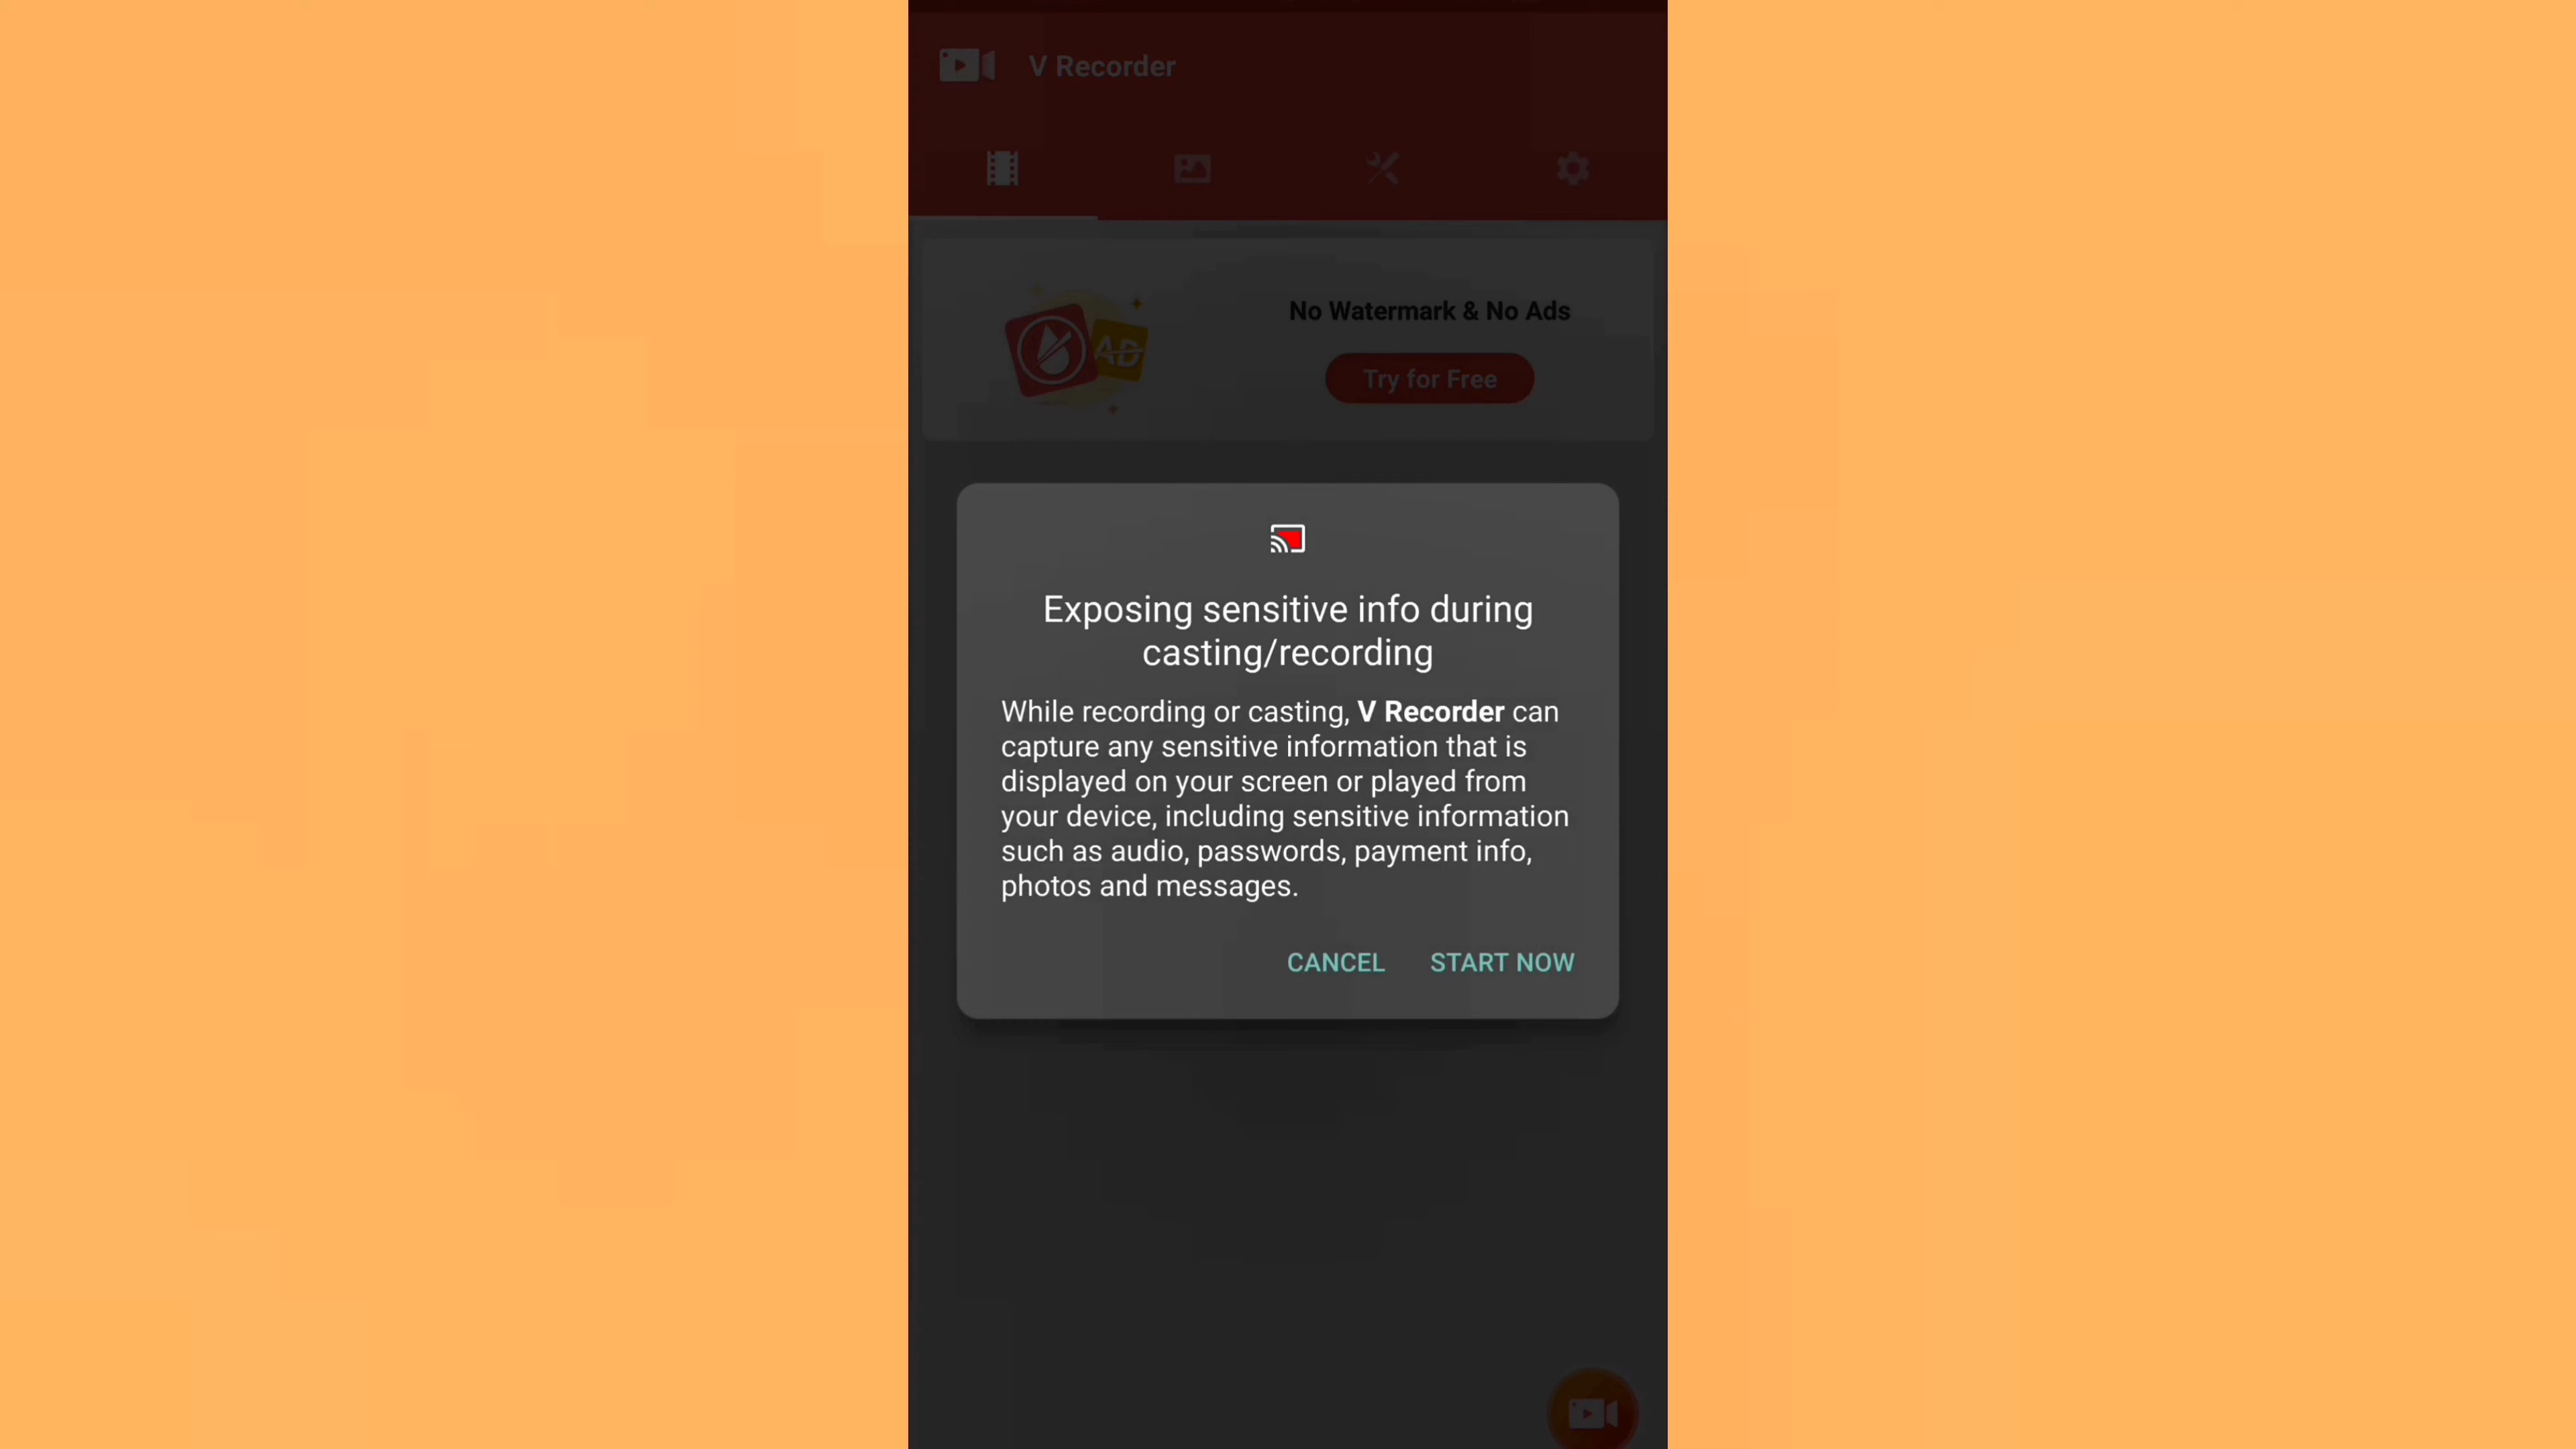 V Recorder
No Watermark & No Ads
AD
Try for Free
Exposing sensitive info during
casting/recording
While recording or casting, V Recorder can
capture any sensitive information that is
displayed on your screen or played from
your device, including sensitive information
such as audio, passwords, payment info,
photos and messages.
CANCEL START NOW